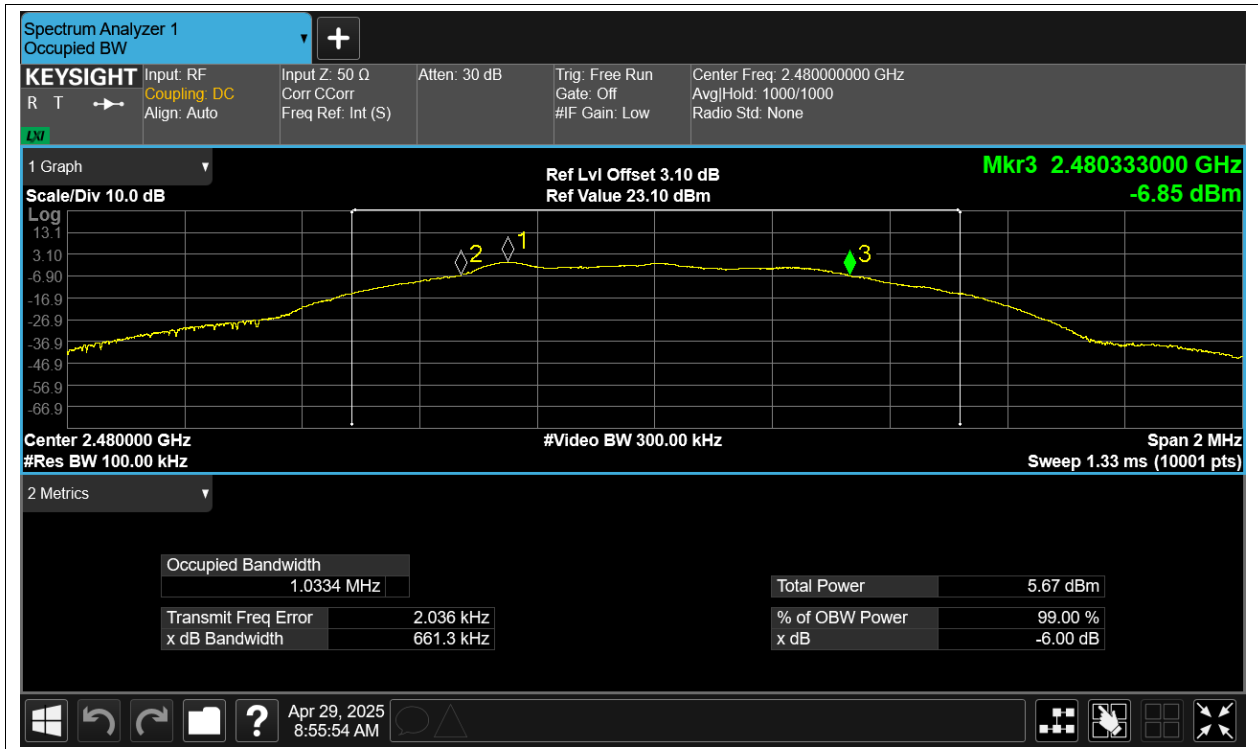 Spectrum Analyzer 1
Occupied BW
KEYSIGHT
R T
LXI
Input: RF
Coupling: DC
Align: Auto
Input Z: 50 Ω
Corr CCorr
Freq Ref: Int (S)
Atten: 30 dB
Trig: Free Run
Gate: Off
#IF Gain: Low
Center Freq: 2.480000000 GHz
Avg|Hold: 1000/1000
Radio Std: None
1 Graph
Scale/Div 10.0 dB
Ref Lvl Offset 3.10 dB
Ref Value 23.10 dBm
Mkr3 2.480333000 GHz
-6.85 dBm
Log
13.1
3.10
-6.90
-16.9
-26.9
-36.9
-46.9
-56.9
-66.9
2
1
3
Center 2.480000 GHz
#Video BW 300.00 kHz
Span 2 MHz
#Res BW 100.00 kHz
Sweep 1.33 ms (10001 pts)
2 Metrics
Occupied Bandwidth
1.0334 MHz
Total Power 5.67 dBm
Transmit Freq Error 2.036 kHz
% of OBW Power 99.00 %
x dB Bandwidth 661.3 kHz
x dB -6.00 dB
?
Apr 29, 2025
8:55:54 AM